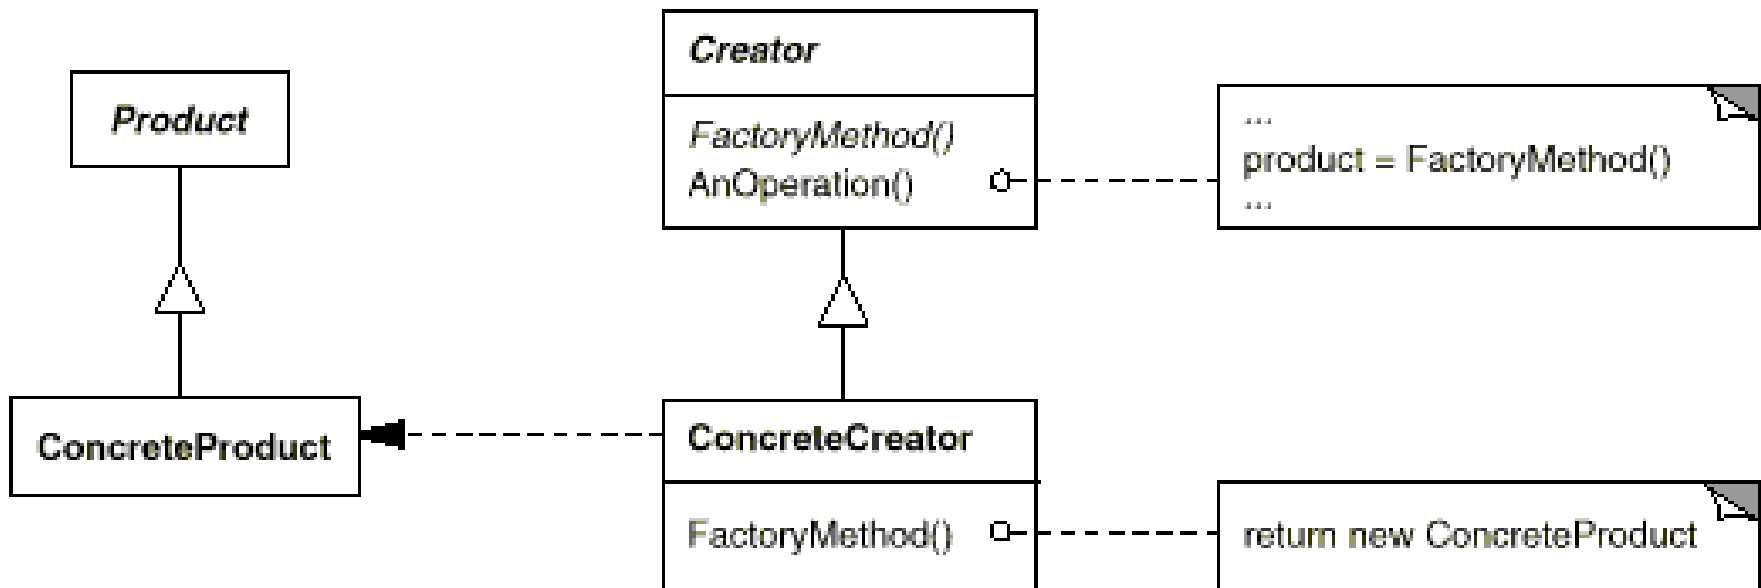 Product
ConcreteProduct
Creator
FactoryMethod()
AnOperation()
...
product = FactoryMethod()
...
ConcreteCreator
FactoryMethod()
return new ConcreteProduct